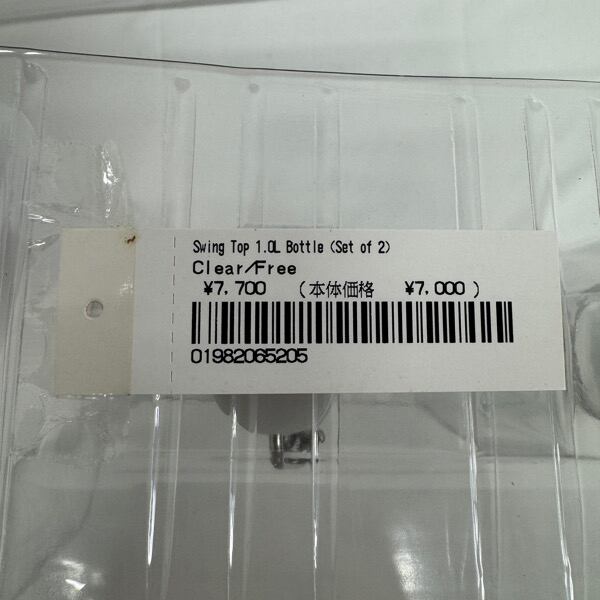 Swing Top 1.0L Bottle (Set of 2)
Clear/Free
¥7,700 (本体価格 ¥7,000)
01982065205